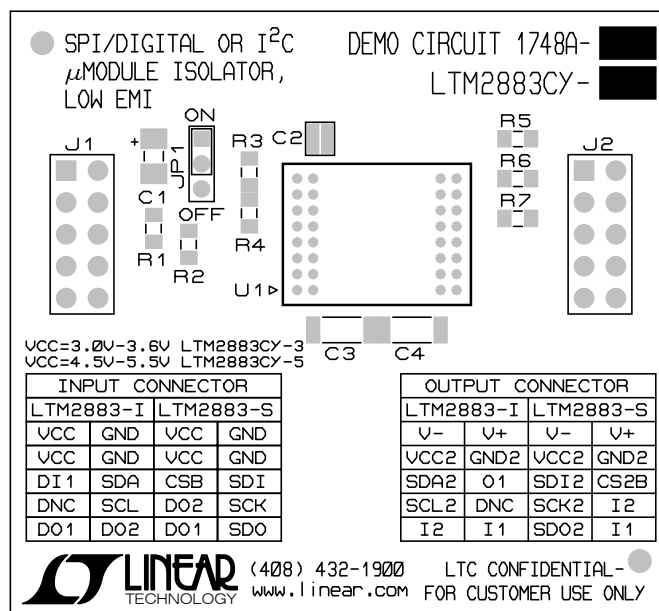 SPI/DIGITAL OR I²C
µMODULE ISOLATOR,
LOW EMI
DEMO CIRCUIT 1748A-
LTM2883CY-
ON
J1
+
JP1
R3
C2
R5
J2
R6
C1
OFF
R7
R1
R2
R4
U1
C3
C4
VCC=3.0V-3.6V LTM2883CY-3
VCC=4.5V-5.5V LTM2883CY-5
INPUT CONNECTOR
LTM2883-I LTM2883-S
VCC GND VCC GND
VCC GND VCC GND
DI1 SDA CSB SDI
DNC SCL DO2 SCK
DO1 DO2 DO1 SDO
OUTPUT CONNECTOR
LTM2883-I LTM2883-S
V- V+ V- V+
VCC2 GND2 VCC2 GND2
SDA2 O1 SDI2 CS2B
SCL2 DNC SCK2 I2
I2 I1 SDO2 I1
LINEAR
TECHNOLOGY
(408) 432-1900
www.linear.com
LTC CONFIDENTIAL-
FOR CUSTOMER USE ONLY